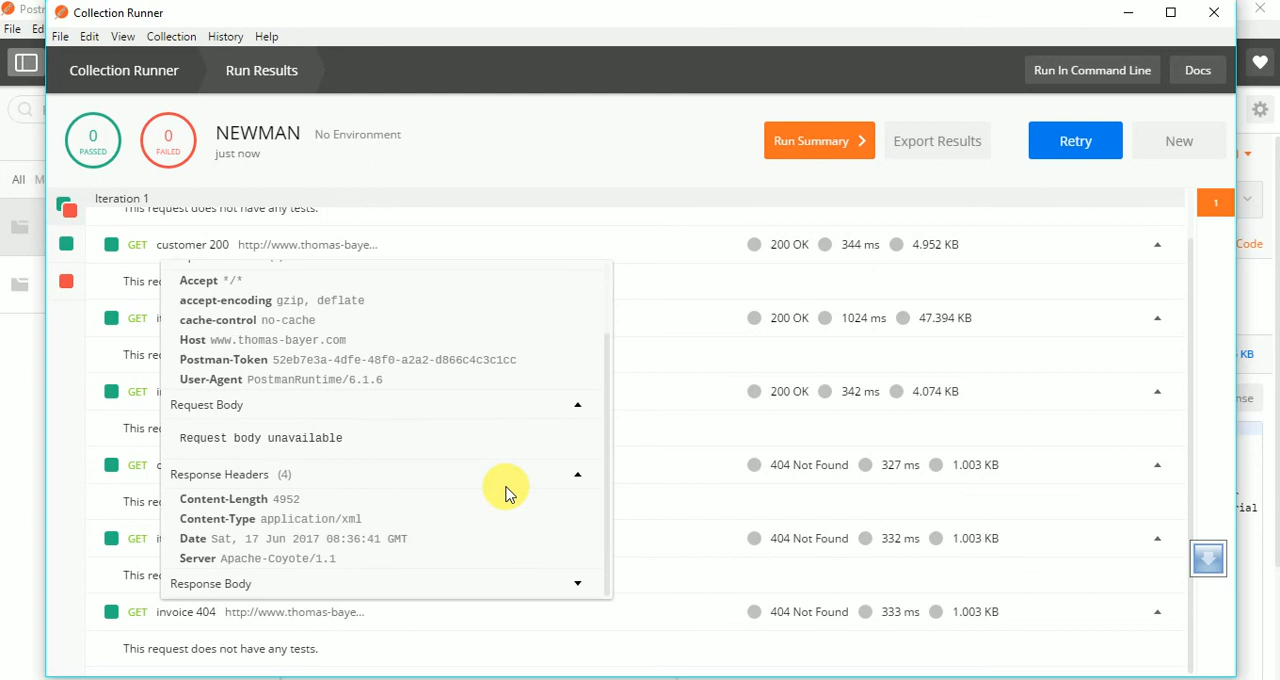 Postm
Collection Runner
File Ed
File Edit View Collection History Help
Collection Runner
Run Results
Run In Command Line
Docs
0
PASSED
0
FAILED
NEWMAN No Environment
just now
Run Summary
Export Results
Retry
New
All M
Iteration 1
1
This request does not have any tests.
GET customer 200 http://www.thomas-baye... 200 OK 344 ms 4.952 KB
Code
This rec
Accept */*
accept-encoding gzip, deflate
cache-control no-cache
GET 200 OK 1024 ms 47.394 KB
Host www.thomas-bayer.com
This rec
KB
Postman-Token 52eb7e3a-4dfe-48f0-a2a2-d866c4c3c1cc
User-Agent PostmanRuntime/6.1.6
GET 200 OK 342 ms 4.074 KB
nse
Request Body
This rec
Request body unavailable
GET 404 Not Found 327 ms 1.003 KB
Response Headers (4)
Content-Length 4952
This rec
ial
Content-Type application/xml
Date Sat, 17 Jun 2017 08:36:41 GMT
GET 404 Not Found 332 ms 1.003 KB
Server Apache-Coyote/1.1
This rec
Response Body
GET invoice 404 http://www.thomas-baye... 404 Not Found 333 ms 1.003 KB
This request does not have any tests.